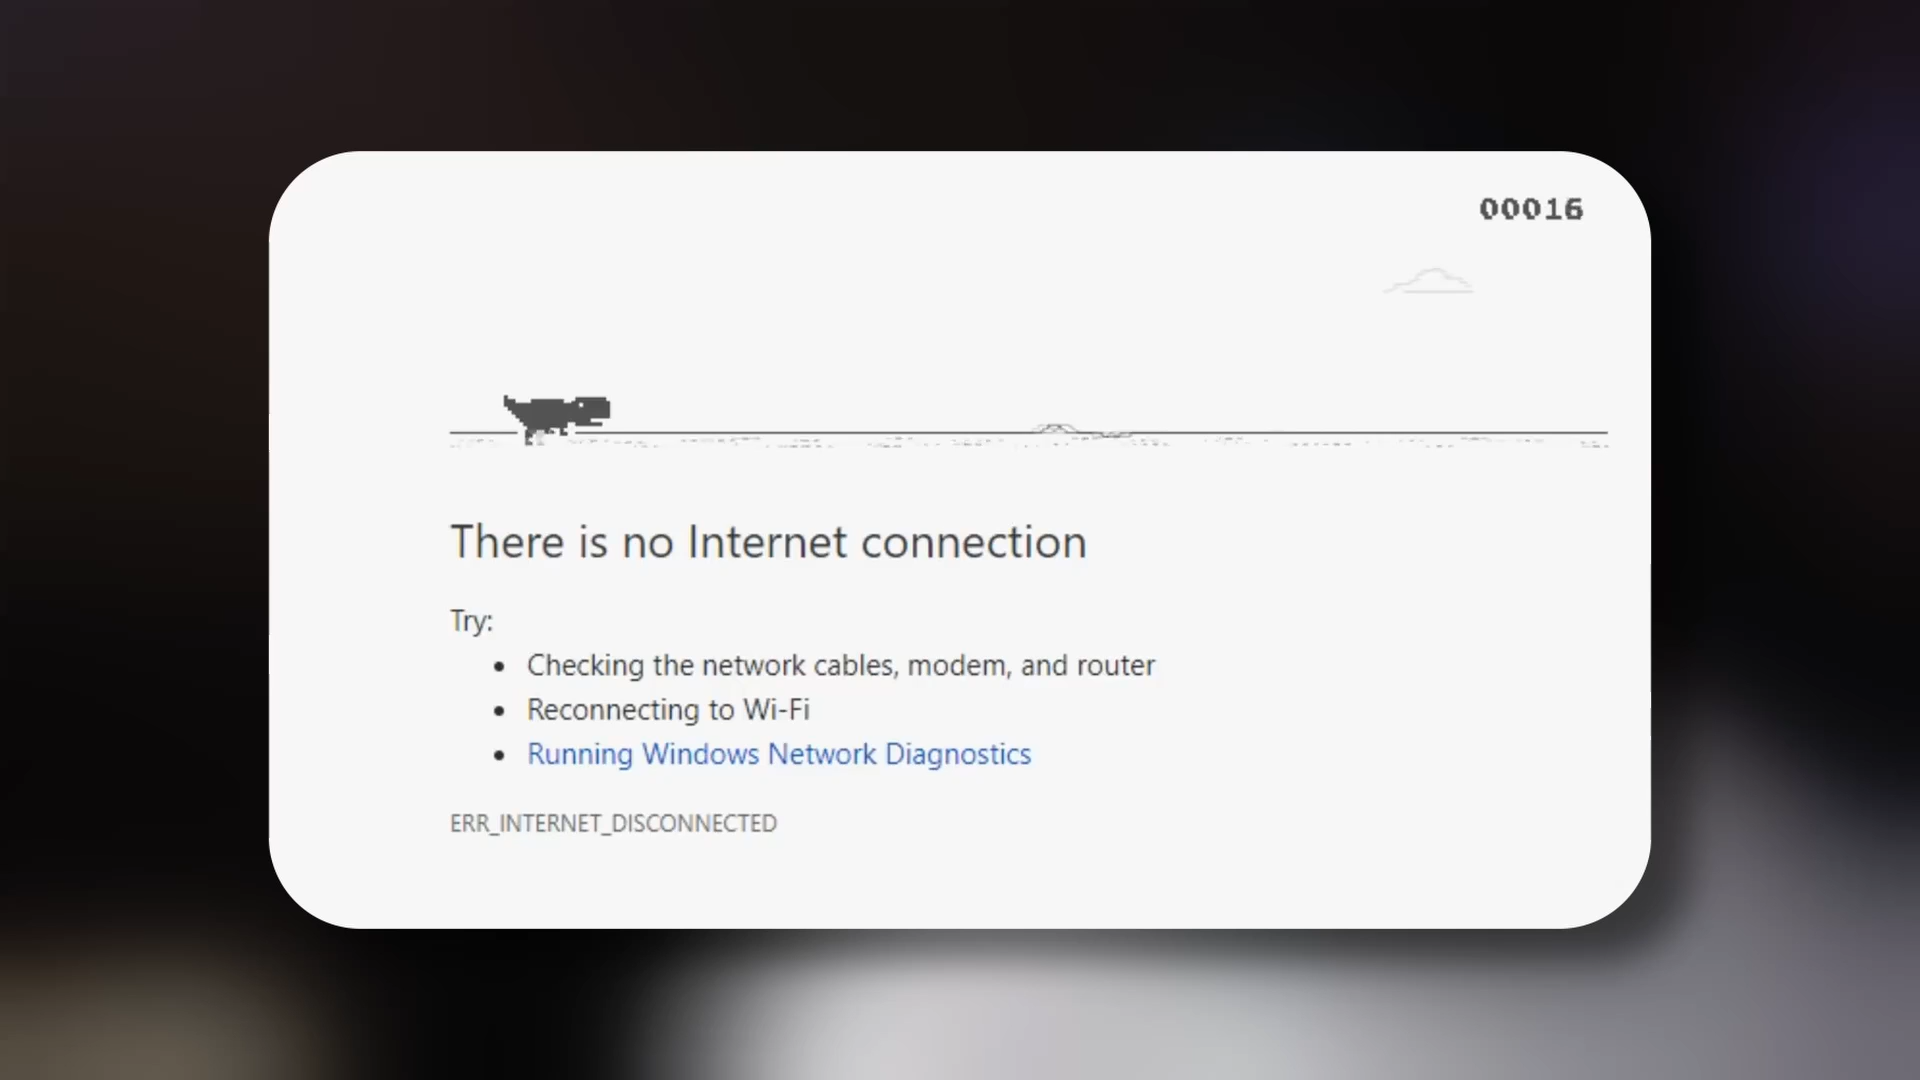 00016
There is no Internet connection
Try:
Checking the network cables, modem, and router
Reconnecting to Wi-Fi
Running Windows Network Diagnostics
ERR_INTERNET_DISCONNECTED